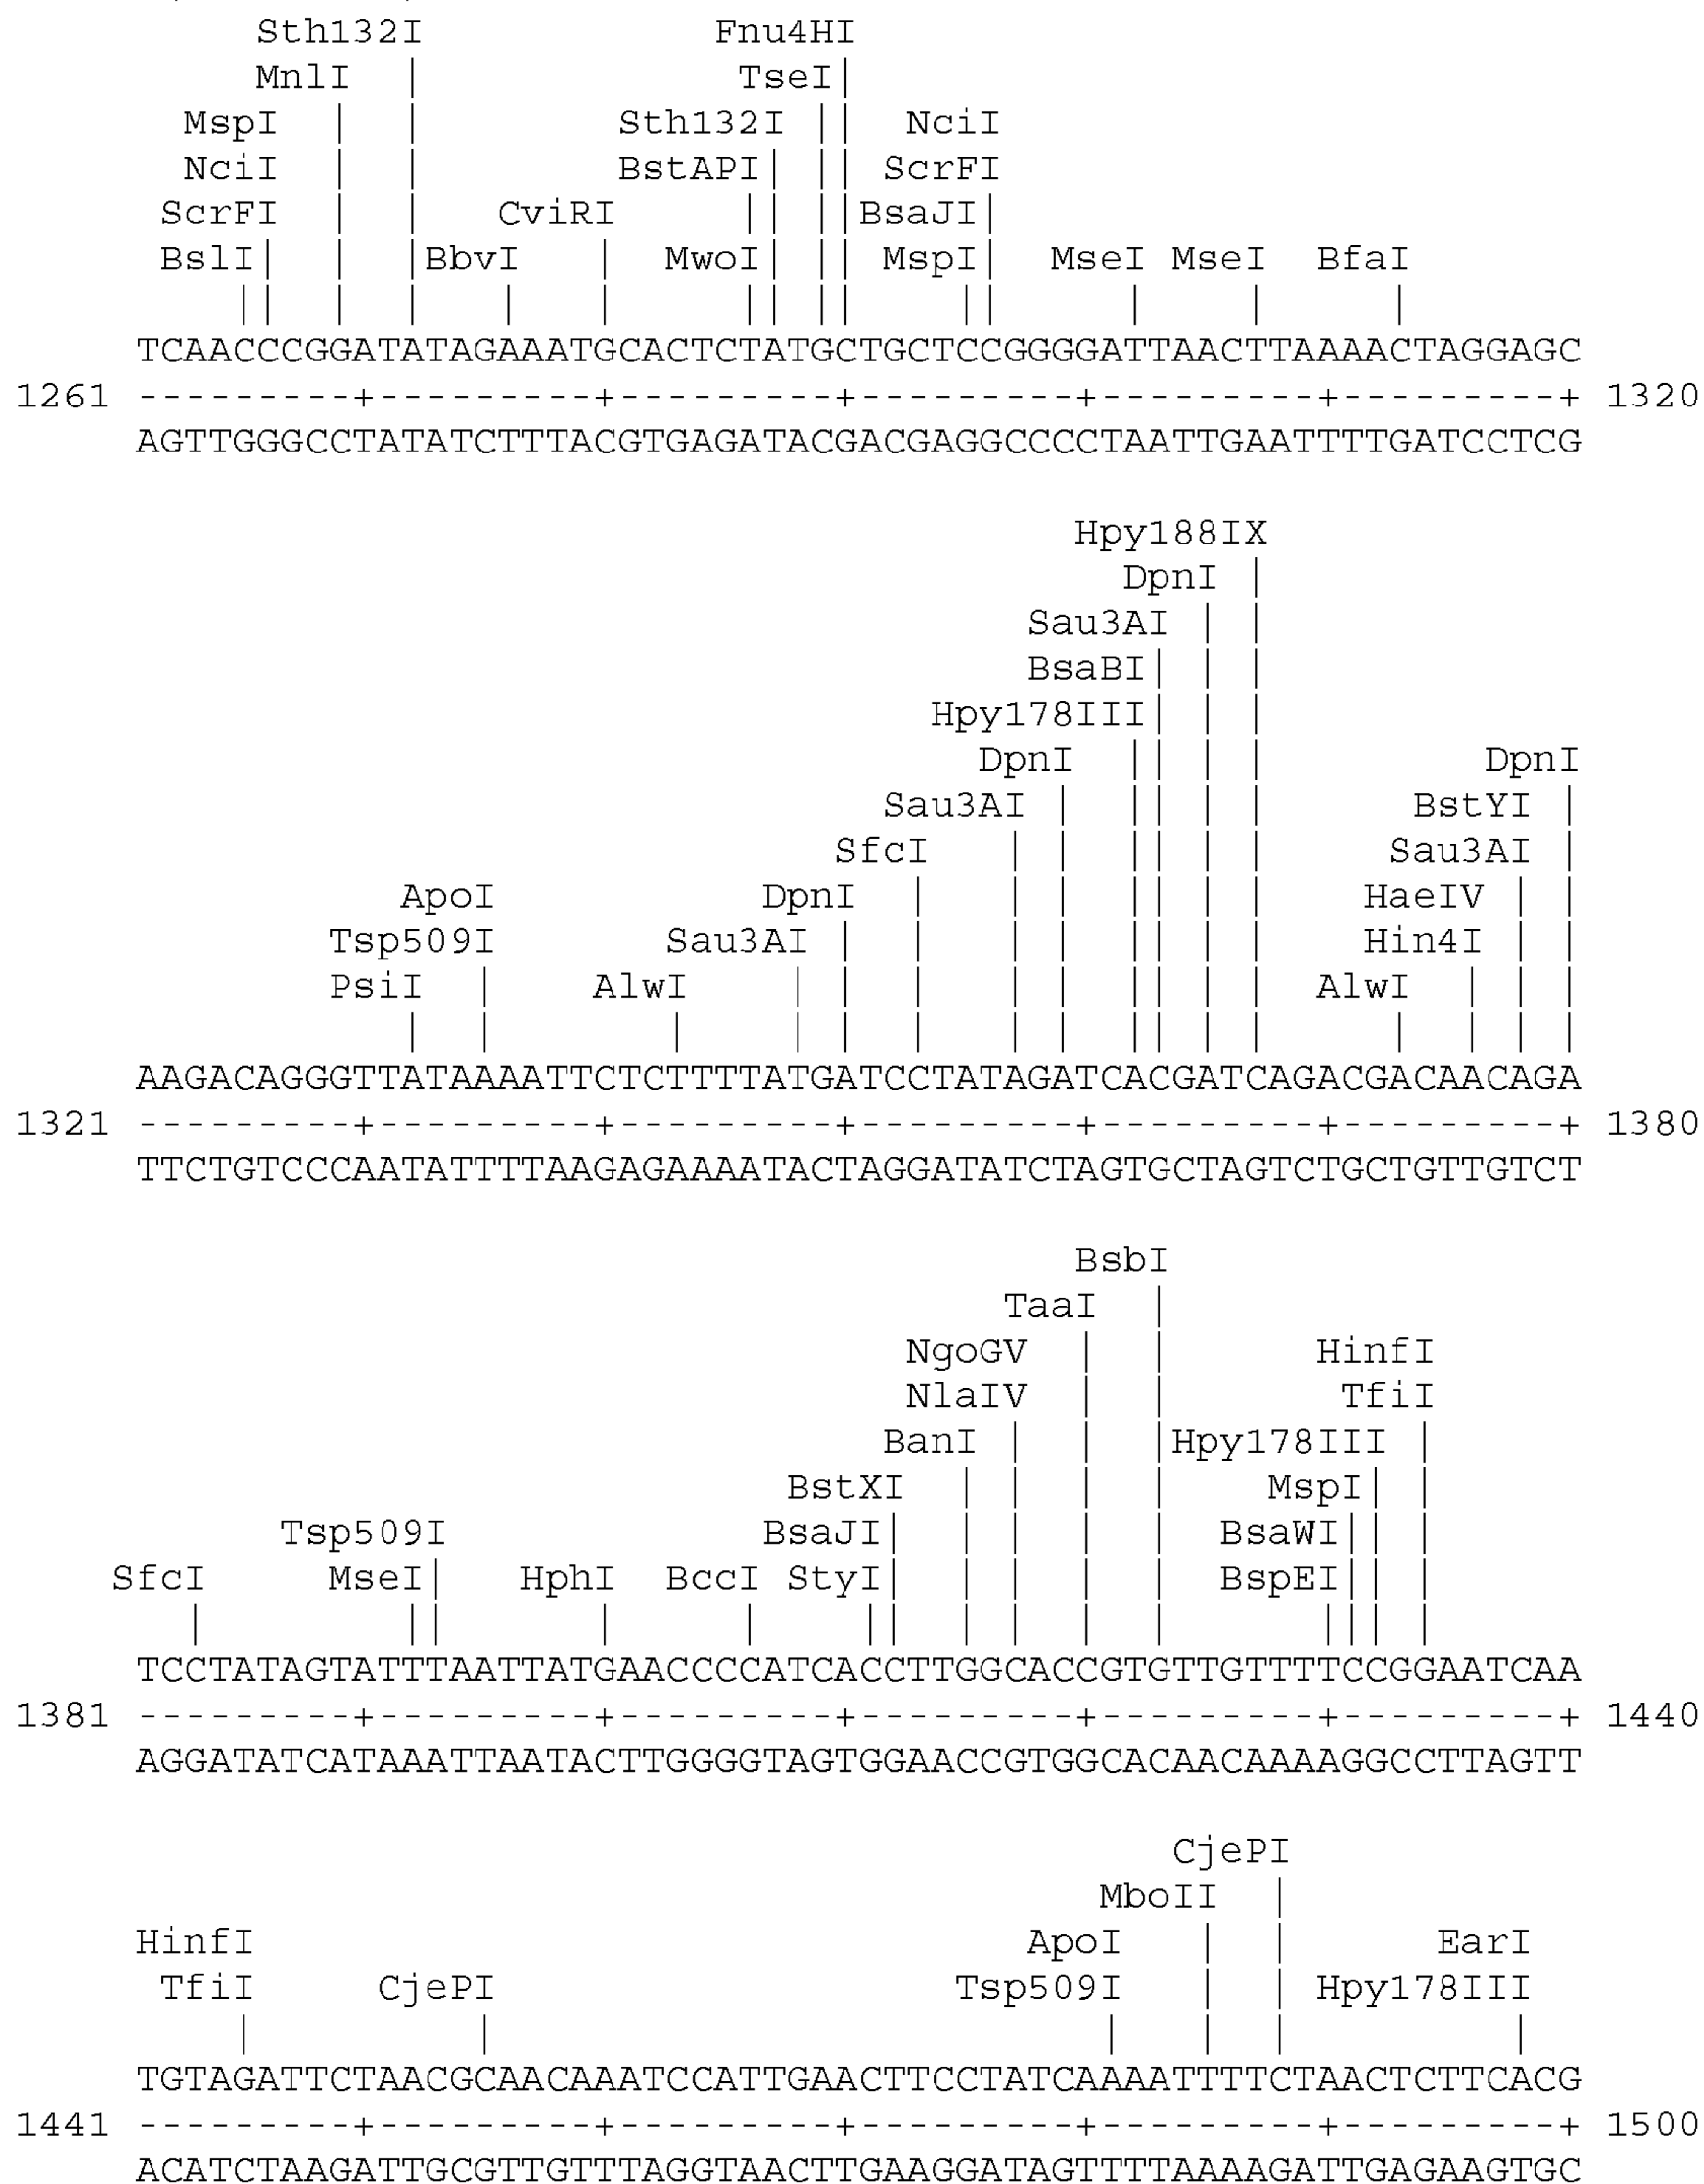 Sth132I Fnu4HI
MnlI TseI
MspI Sth132I NciI
NciI BstAPI ScrFI
ScrFI CviRI BsaJI
BslI BbvI MwoI MspI MseI MseI BfaI
TCAACCCGGATATAGAAATGCACTCTATGCTGCTCCGGGGATTAACTTAAAACTAGGAGC
1261 ---------+---------+---------+---------+---------+---------+ 1320
AGTTGGGCCTATATCTTTACGTGAGATACGACGAGGCCCCTAATTGAATTTTGATCCTCG
Hpy188IX
DpnI
Sau3AI
BsaBI
Hpy178III
DpnI DpnI
Sau3AI BstYI
SfcI Sau3AI
ApoI DpnI HaeIV
Tsp509I Sau3AI Hin4I
PsiI AlwI AlwI
AAGACAGGGTTATAAAATTCTCTTTTATGATCCTATAGATCACGATCAGACGACAACAGA
1321 ---------+---------+---------+---------+---------+---------+ 1380
TTCTGTCCCAATATTTTAAGAGAAAATACTAGGATATCTAGTGCTAGTCTGCTGTTGTCT
BsbI
TaaI
NgoGV HinfI
NlaIV TfiI
BanI Hpy178III
BstXI MspI
Tsp509I BsaJI BsaWI
SfcI MseI HphI BccI StyI BspEI
TCCTATAGTATTTAATTATGAACCCCATCACCTTGGCACCGTGTTGTTTTCCGGAATCAA
1381 ---------+---------+---------+---------+---------+---------+ 1440
AGGATATCATAAATTAATACTTGGGGTAGTGGAACCGTGGCACAACAAAAGGCCTTAGTT
CjePI
MboII
HinfI ApoI EarI
TfiI CjePI Tsp509I Hpy178III
TGTAGATTCTAACGCAACAAATCCATTGAACTTCCTATCAAAATTTTCTAACTCTTCACG
1441 ---------+---------+---------+---------+---------+---------+ 1500
ACATCTAAGATTGCGTTGTTTAGGTAACTTGAAGGATAGTTTTAAAAGATTGAGAAGTGC